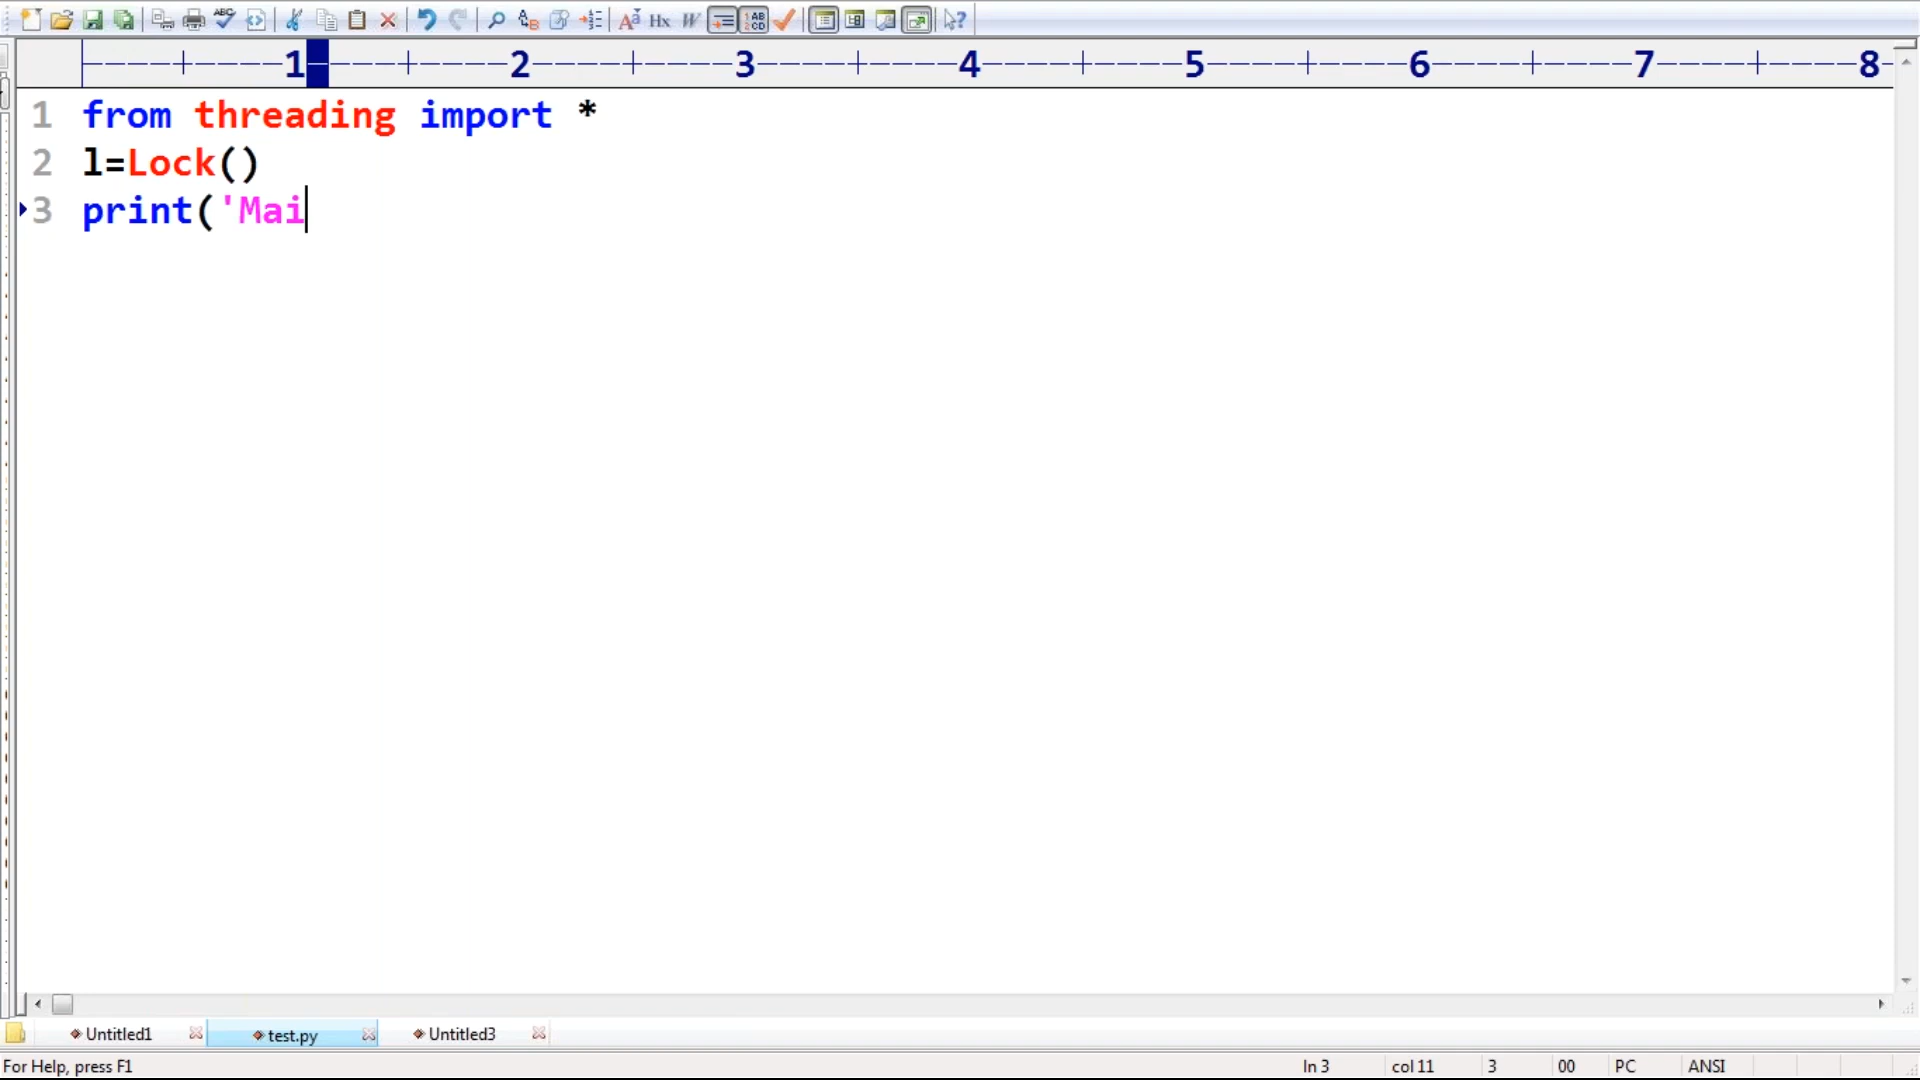 1----+----2----+----3----+----4----+----5----+----6----+----7----+----8-
1 from threading import *
2 l=Lock()
3 print('Mai
Untitled1 test.py Untitled3
For Help, press F1 ln 3 col 11 3 00 PC ANSI